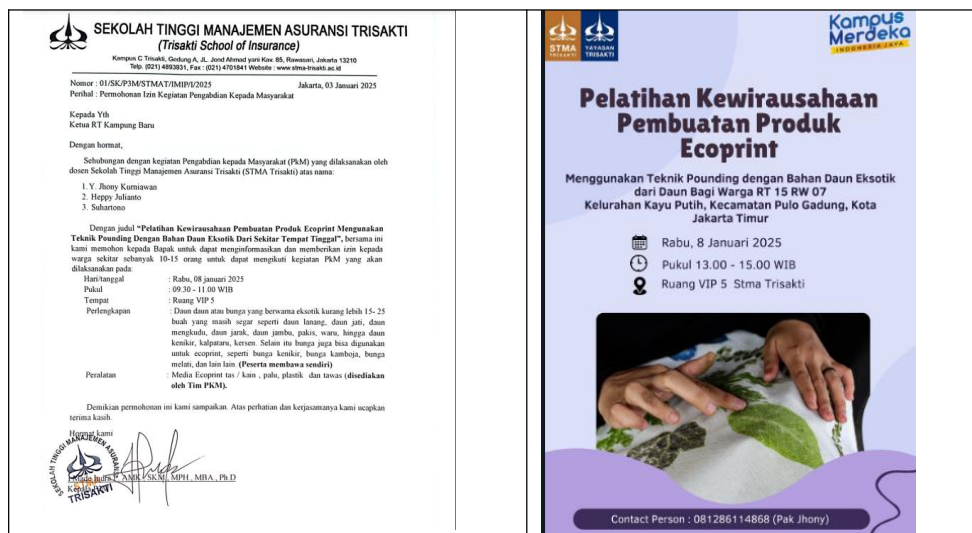 SEKOLAH TINGGI MANAJEMEN ASURANSI TRISAKTI
(Trisakti School of Insurance)
Kampus C Trisakti, Gedung A, JL. Jond Ahmad yani Kav. 85, Rawasari, Jakarta 13210
Telp. (021) 4893931, Fax : (021) 4701841 Website : www.stma-trisakti.ac.id
Nomor : 01/SK/P3M/STMAT/IMIP/I/2025 Jakarta, 03 Januari 2025
Perihal : Permohonan Izin Kegiatan Pengabdian Kepada Masyarakat
Kepada Yth
Ketua RT Kampung Baru
Dengan hormat,
Sehubungan dengan kegiatan Pengabdian kepada Masyarakat (PkM) yang dilaksanakan oleh
dosen Sekolah Tinggi Manajemen Asuransi Trisakti (STMA Trisakti) atas nama:
1. Y. Jhony Kurniawan
2. Heppy Julianto
3. Suhartono
Dengan judul “Pelatihan Kewirausahaan Pembuatan Produk Ecoprint Mengunakan
Teknik Pounding Dengan Bahan Daun Eksotik Dari Sekitar Tempat Tinggal”, bersama ini
kami memohon kepada Bapak untuk dapat menginformasikan dan memberikan izin kepada
warga sekitar sebanyak 10-15 orang untuk dapat mengikuti kegiatan PKM yang akan
dilaksanakan pada:
Hari/tanggal : Rabu, 08 januari 2025
Pukul : 09.30 - 11.00 WIB
Tempat : Ruang VIP 5
Perlengkapan : Daun daun atau bunga yang berwarna eksotik kurang lebih 15- 25
buah yang masih segar seperti daun lanang, daun jati, daun
mengkudu, daun jarak, daun jambu, pakis, waru, hingga daun
kenikir, kalpataru, kersen. Selain itu bunga juga bisa digunakan
untuk ecoprint, seperti bunga kenikir, bunga kamboja, bunga
melati, dan lain lain. (Peserta membawa sendiri)
Peralatan : Media Ecoprint tas / kain , palu, plastik dan tawas (disediakan
oleh Tim PKM).
Demikian permohonan ini kami sampaikan. Atas perhatian dan kerjasamanya kami ucapkan
terima kasih.
Hormat kami
AMK, SKM, MPH , MBA , Ph.D
SEKOLAH TINGGI MANAJEMEN ASURANSI
TRISAKTI
STMA
TRISAKTI
YAYASAN
TRISAKTI
Kampus
Merdeka
INDONESIA JAYA
Pelatihan Kewirausahaan
Pembuatan Produk
Ecoprint
Menggunakan Teknik Pounding dengan Bahan Daun Eksotik
dari Daun Bagi Warga RT 15 RW 07
Kelurahan Kayu Putih, Kecamatan Pulo Gadung, Kota
Jakarta Timur
Rabu, 8 Januari 2025
Pukul 13.00 - 15.00 WIB
Ruang VIP 5 Stma Trisakti
Contact Person : 081286114868 (Pak Jhony)